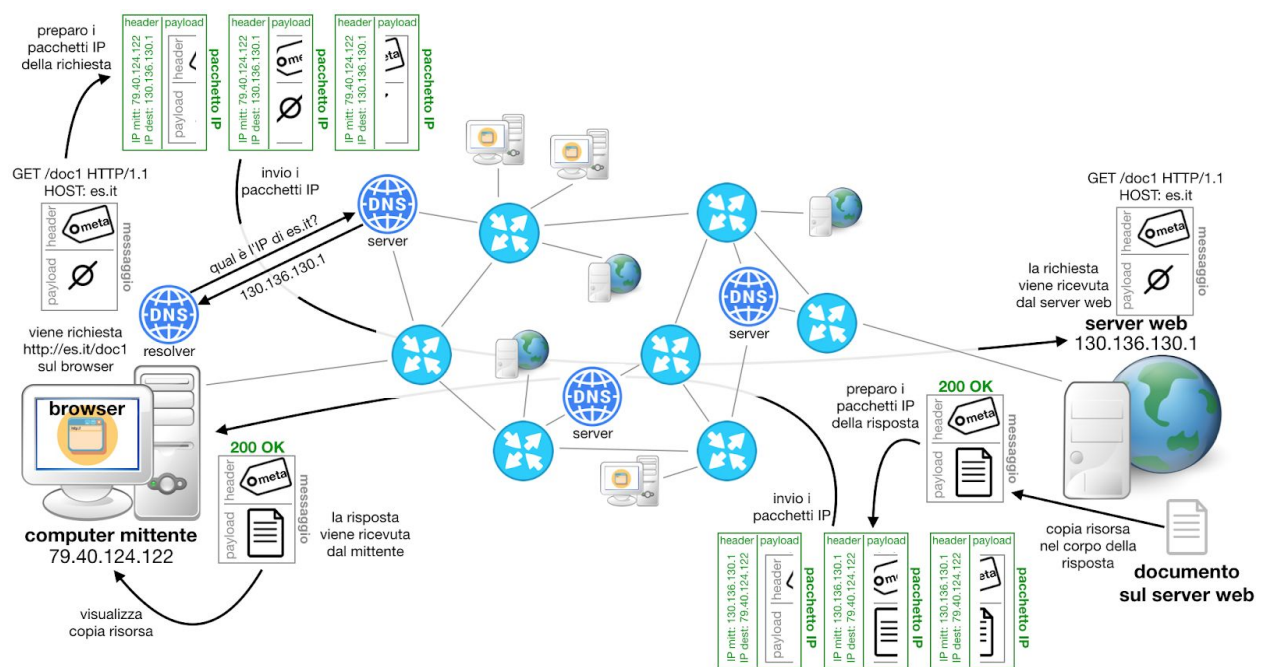 preparo i
pacchetti IP
della richiesta
header payload
IP mitt: 79.40.124.122
IP dest: 130.136.130.1
header
payload
pacchetto IP
header payload
IP mitt: 79.40.124.122
IP dest: 130.136.130.1
pacchetto IP
header payload
IP mitt: 79.40.124.122
IP dest: 130.136.130.1
eta
pacchetto IP
invio i
pacchetti IP
GET /doc1 HTTP/1.1
HOST: es.it
header
meta
payload
messaggio
viene richiesta
http://es.it/doc1
sul browser
DNS
resolver
qual è l'IP di es.it?
130.136.130.1
DNS
server
DNS
server
DNS
server
GET /doc1 HTTP/1.1
HOST: es.it
header
meta
payload
messaggio
la richiesta
viene ricevuta
dal server web
server web
130.136.130.1
browser
computer mittente
79.40.124.122
200 OK
header
meta
payload
messaggio
la risposta
viene ricevuta
dal mittente
visualizza
copia risorsa
preparo i
pacchetti IP
della risposta
200 OK
header
meta
payload
messaggio
copia risorsa
nel corpo della
risposta
documento
sul server web
invio i
pacchetti IP
header payload
IP mitt: 130.136.130.1
IP dest: 79.40.124.122
header
payload
pacchetto IP
header payload
IP mitt: 130.136.130.1
IP dest: 79.40.124.122
pacchetto IP
header payload
IP mitt: 130.136.130.1
IP dest: 79.40.124.122
eta
pacchetto IP